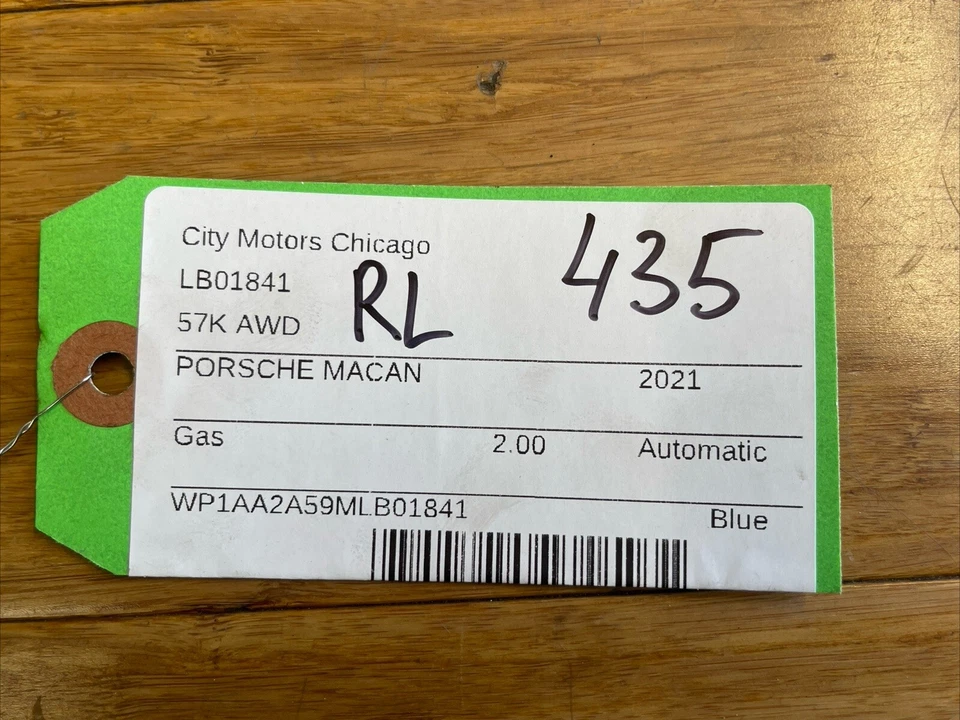 City Motors Chicago
435
LB01841
RL
57K AWD
PORSCHE MACAN 2021
Gas 2.00 Automatic
WP1AA2A59MLB01841 Blue